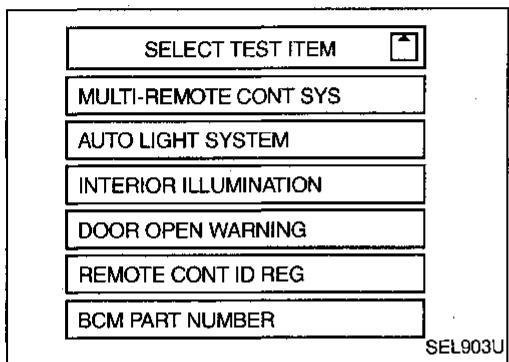 SELECT TEST ITEM
MULTI-REMOTE CONT SYS
AUTO LIGHT SYSTEM
INTERIOR ILLUMINATION
DOOR OPEN WARNING
REMOTE CONT ID REG
BCM PART NUMBER
SEL903U